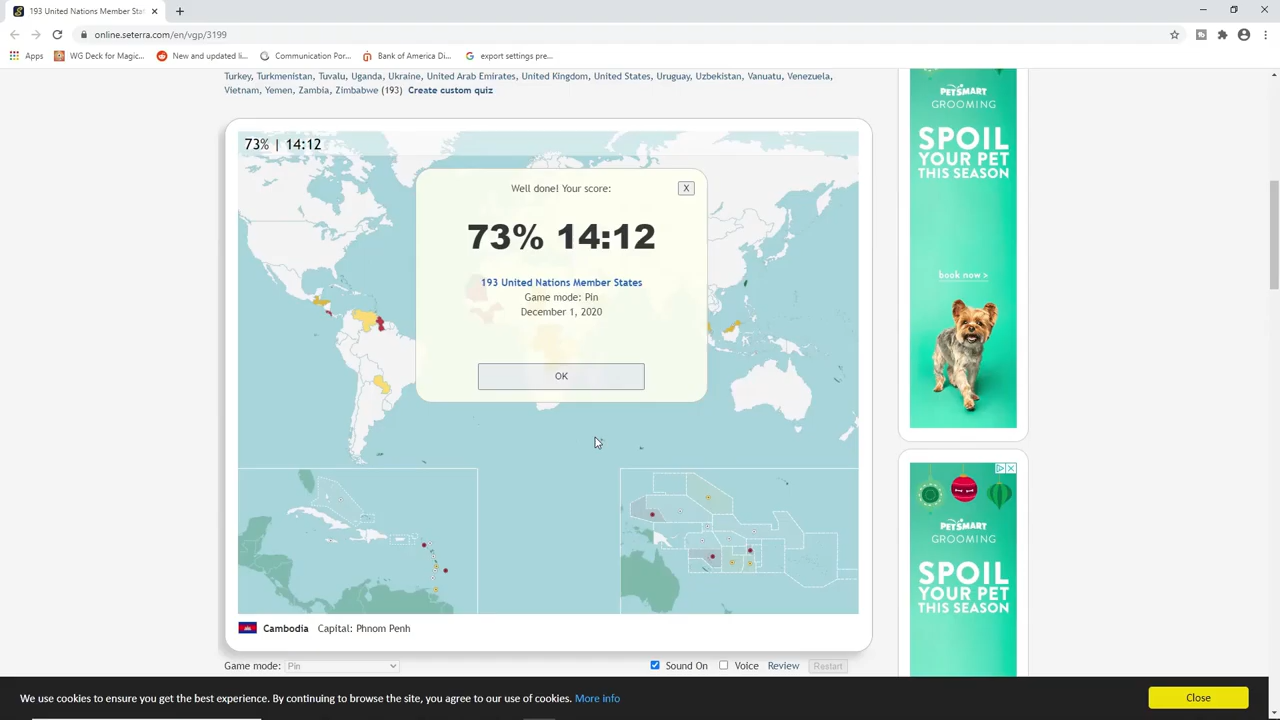 193 United Nations Member Stat
online.seterra.com/en/vgp/3199
Apps
WG Deck for Magic...
New and updated li...
Communication Por...
Bank of America Di...
export settings pre...
Turkey, Turkmenistan, Tuvalu, Uganda, Ukraine, United Arab Emirates, United Kingdom, United States, Uruguay, Uzbekistan, Vanuatu, Venezuela,
Vietnam, Yemen, Zambia, Zimbabwe (193) Create custom quiz
73% | 14:12
Well done! Your score:
X
73% 14:12
193 United Nations Member States
Game mode: Pin
December 1, 2020
OK
Cambodia Capital: Phnom Penh
Game mode: Pin
Sound On
Voice
Review
Restart
PETSMART
GROOMING
SPOIL
YOUR PET
THIS SEASON
book now >
PETSMART
GROOMING
SPOIL
YOUR PET
THIS SEASON
We use cookies to ensure you get the best experience. By continuing to browse the site, you agree to our use of cookies. More info
Close